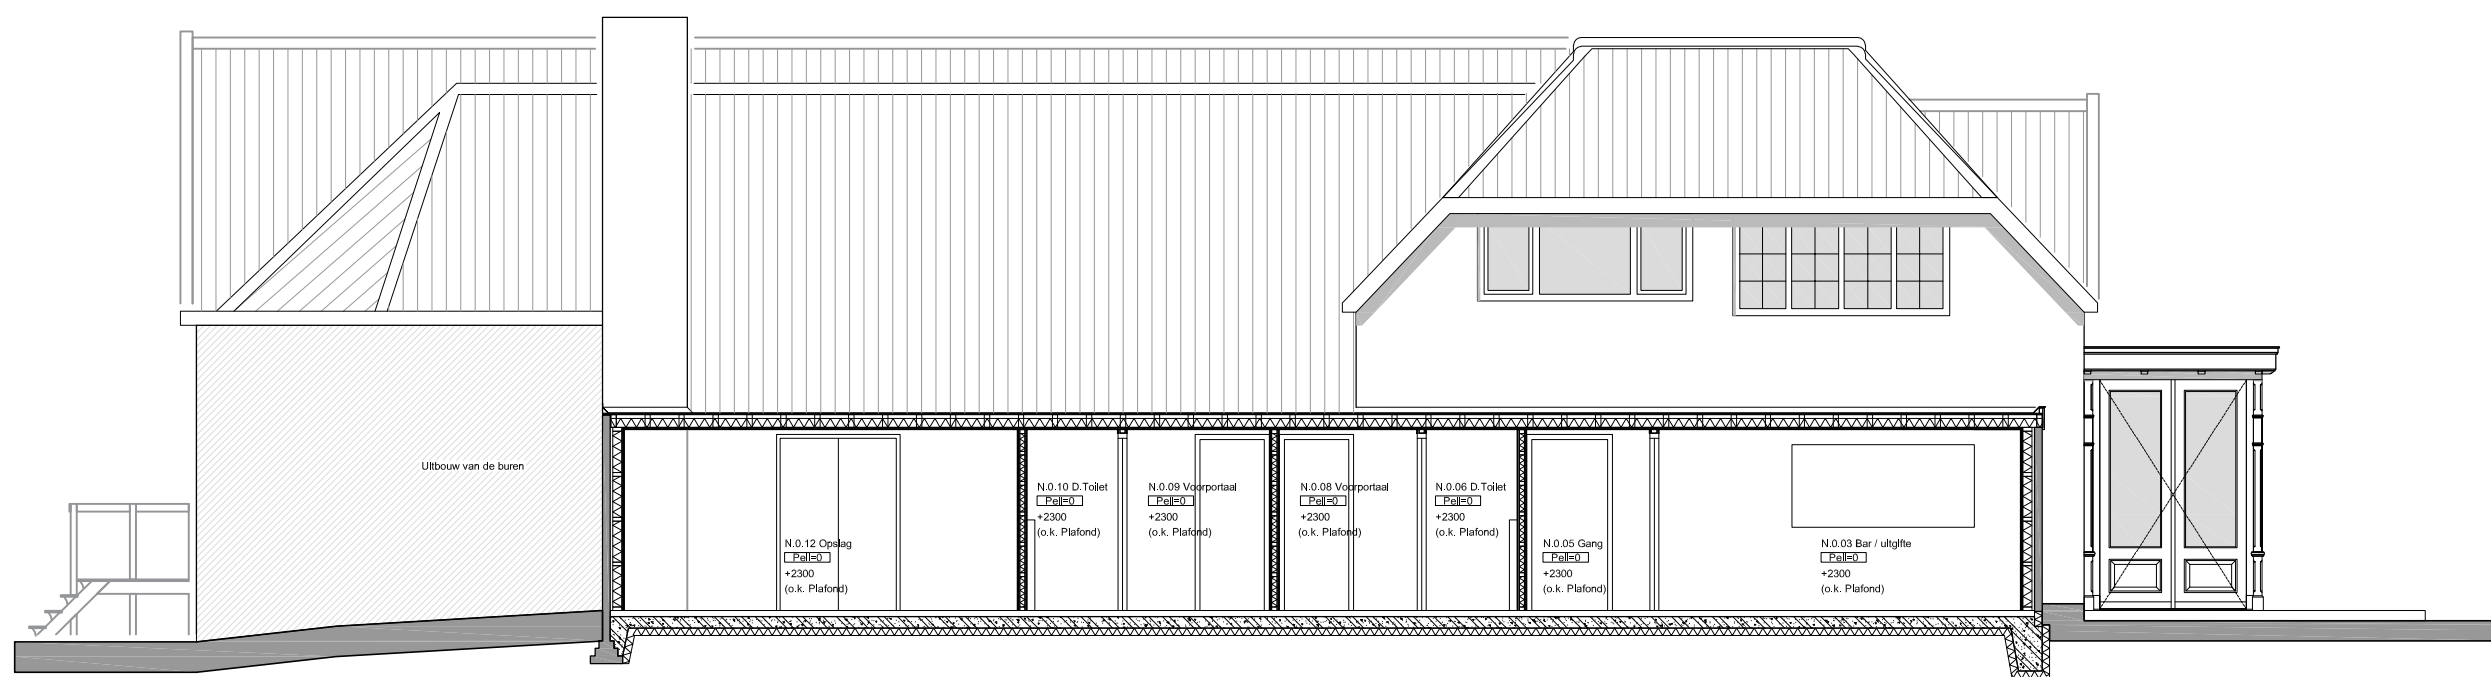 Uitbouw van de buren
N.0.12 Opslag
Peil=0
+2300
(o.k. Plafond)
N.0.10 D.Toilet
Peil=0
+2300
(o.k. Plafond)
N.0.09 Voorportaal
Peil=0
+2300
(o.k. Plafond)
N.0.08 Voorportaal
Peil=0
+2300
(o.k. Plafond)
N.0.06 D.Toilet
Peil=0
+2300
(o.k. Plafond)
N.0.05 Gang
Peil=0
+2300
(o.k. Plafond)
N.0.03 Bar / uitgifte
Peil=0
+2300
(o.k. Plafond)